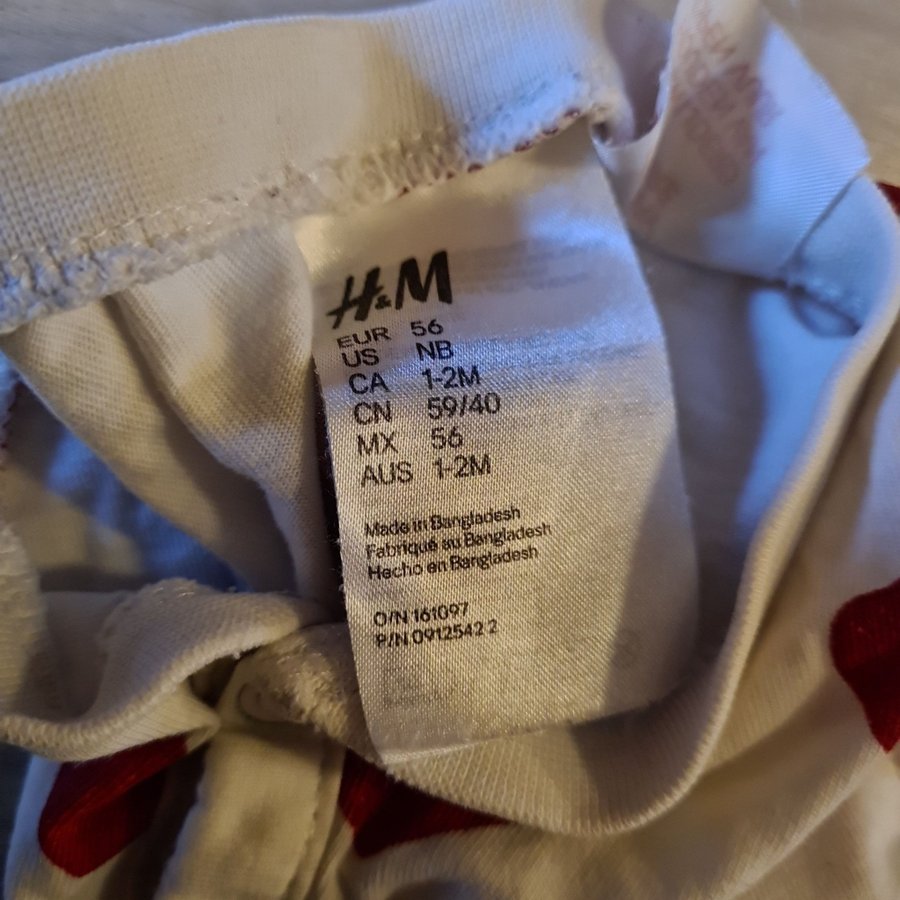 H&M
EUR 56
US NB
CA 1-2M
CN 59/40
MX 56
AUS 1-2M
Made in Bangladesh
Fabriqué au Bangladesh
Hecho en Bangladesh
O/N 161097
P/N 0912542 2